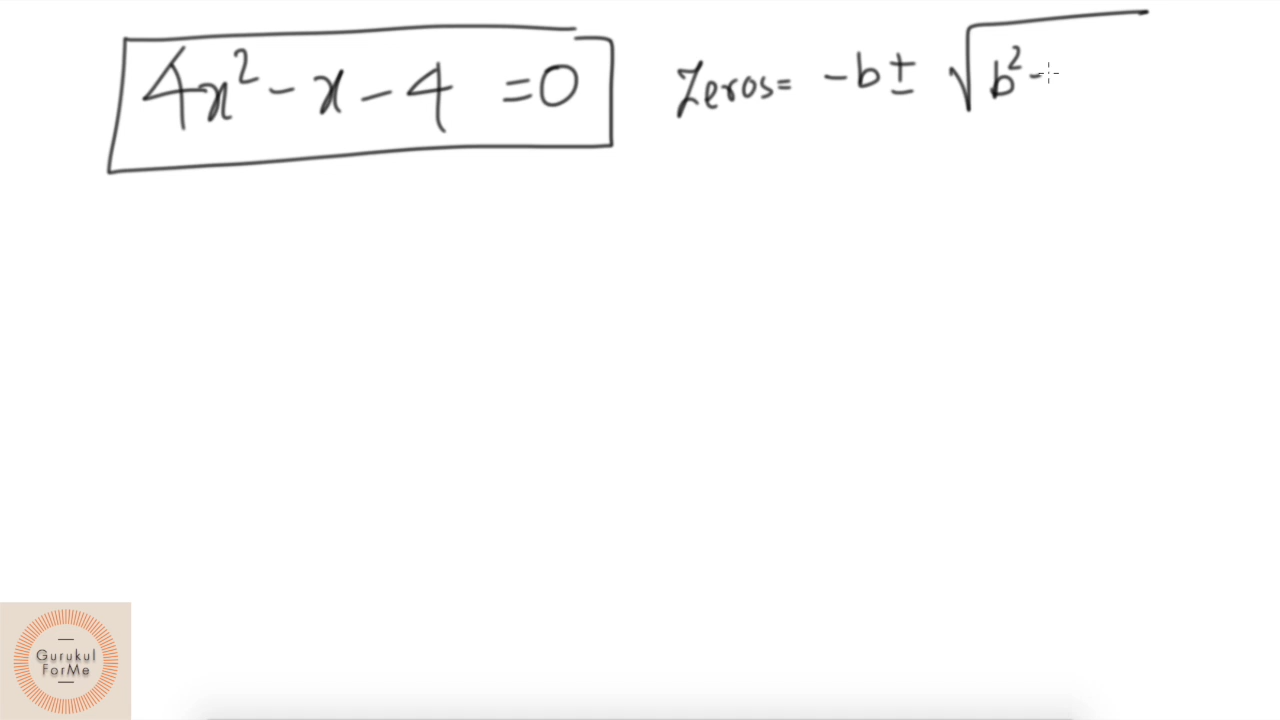 4x² - x - 4 = 0
Zeros = -b ± √b² -
Gurukul
ForMe